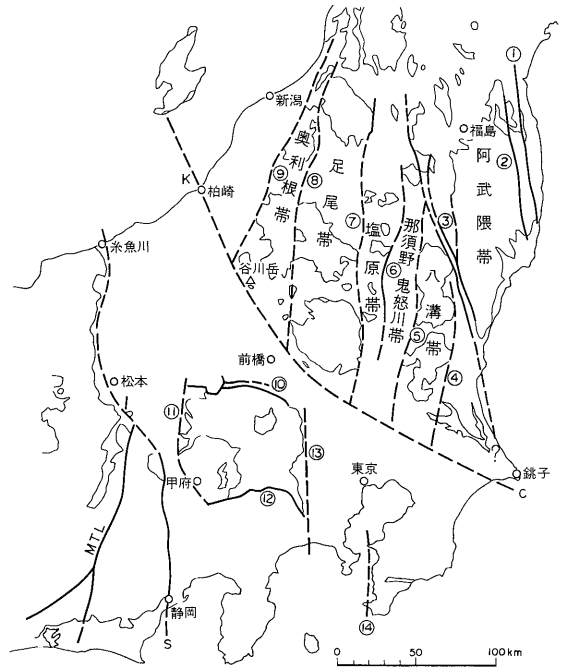 ①
新潟
福島
②
阿武隈帯
K
柏崎
奥利根帯
⑨
⑧
足尾帯
⑦
塩原帯
⑥
那須野
鬼怒川帯
③
八溝帯
⑤
④
糸魚川
谷川岳
前橋
⑩
松本
⑪
⑬
甲府
⑫
東京
?
銚子
C
MTL
静岡
S
⑭
0 50 100 km